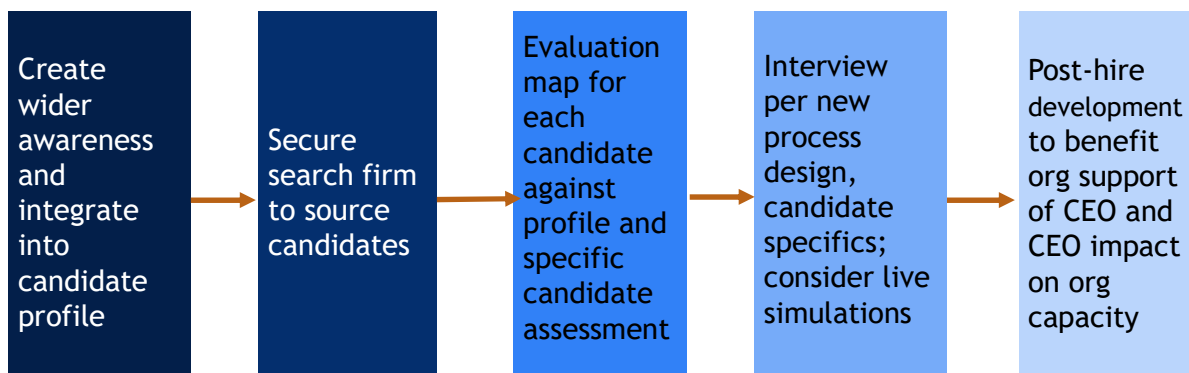 Create
wider
awareness
and
integrate
into
candidate
profile
Secure
search firm
to source
candidates
Evaluation
map for
each
candidate
against
profile and
specific
candidate
assessment
Interview
per new
process
design,
candidate
specifics;
consider live
simulations
Post-hire
development
to benefit
org support
of CEO and
CEO impact
on org
capacity